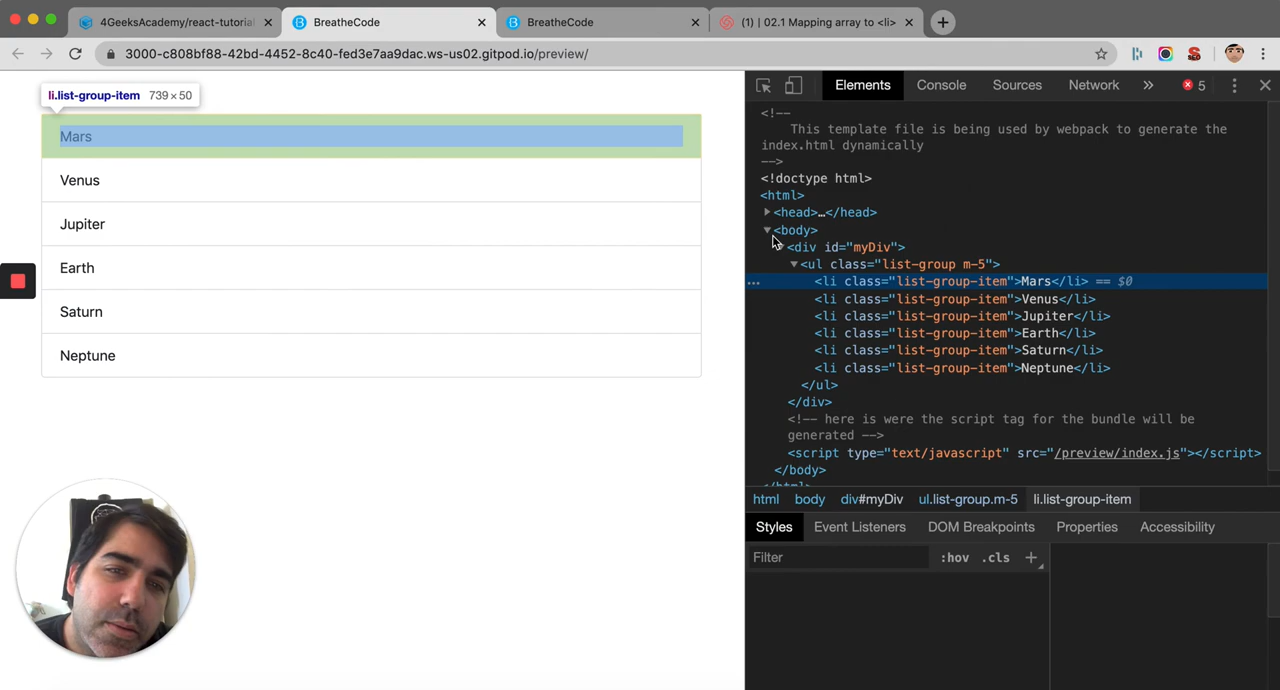 4GeeksAcademy/react-tutorial
BreatheCode
BreatheCode
(1) | 02.1 Mapping array to <li>
3000-c808bf88-42bd-4452-8c40-fed3e7aa9dac.ws-us02.gitpod.io/preview/
li.list-group-item 739 × 50
Mars
Venus
Jupiter
Earth
Saturn
Neptune
Elements Console Sources Network » 5
<!--
This template file is being used by webpack to generate the
index.html dynamically
-->
<!doctype html>
<html>
<head>…</head>
<body>
<div id="myDiv">
<ul class="list-group m-5">
<li class="list-group-item">Mars</li> == $0
<li class="list-group-item">Venus</li>
<li class="list-group-item">Jupiter</li>
<li class="list-group-item">Earth</li>
<li class="list-group-item">Saturn</li>
<li class="list-group-item">Neptune</li>
</ul>
</div>
<!-- here is were the script tag for the bundle will be
generated -->
<script type="text/javascript" src="/preview/index.js"></script>
</body>
</html>
html body div#myDiv ul.list-group.m-5 li.list-group-item
Styles Event Listeners DOM Breakpoints Properties Accessibility
Filter :hov .cls +